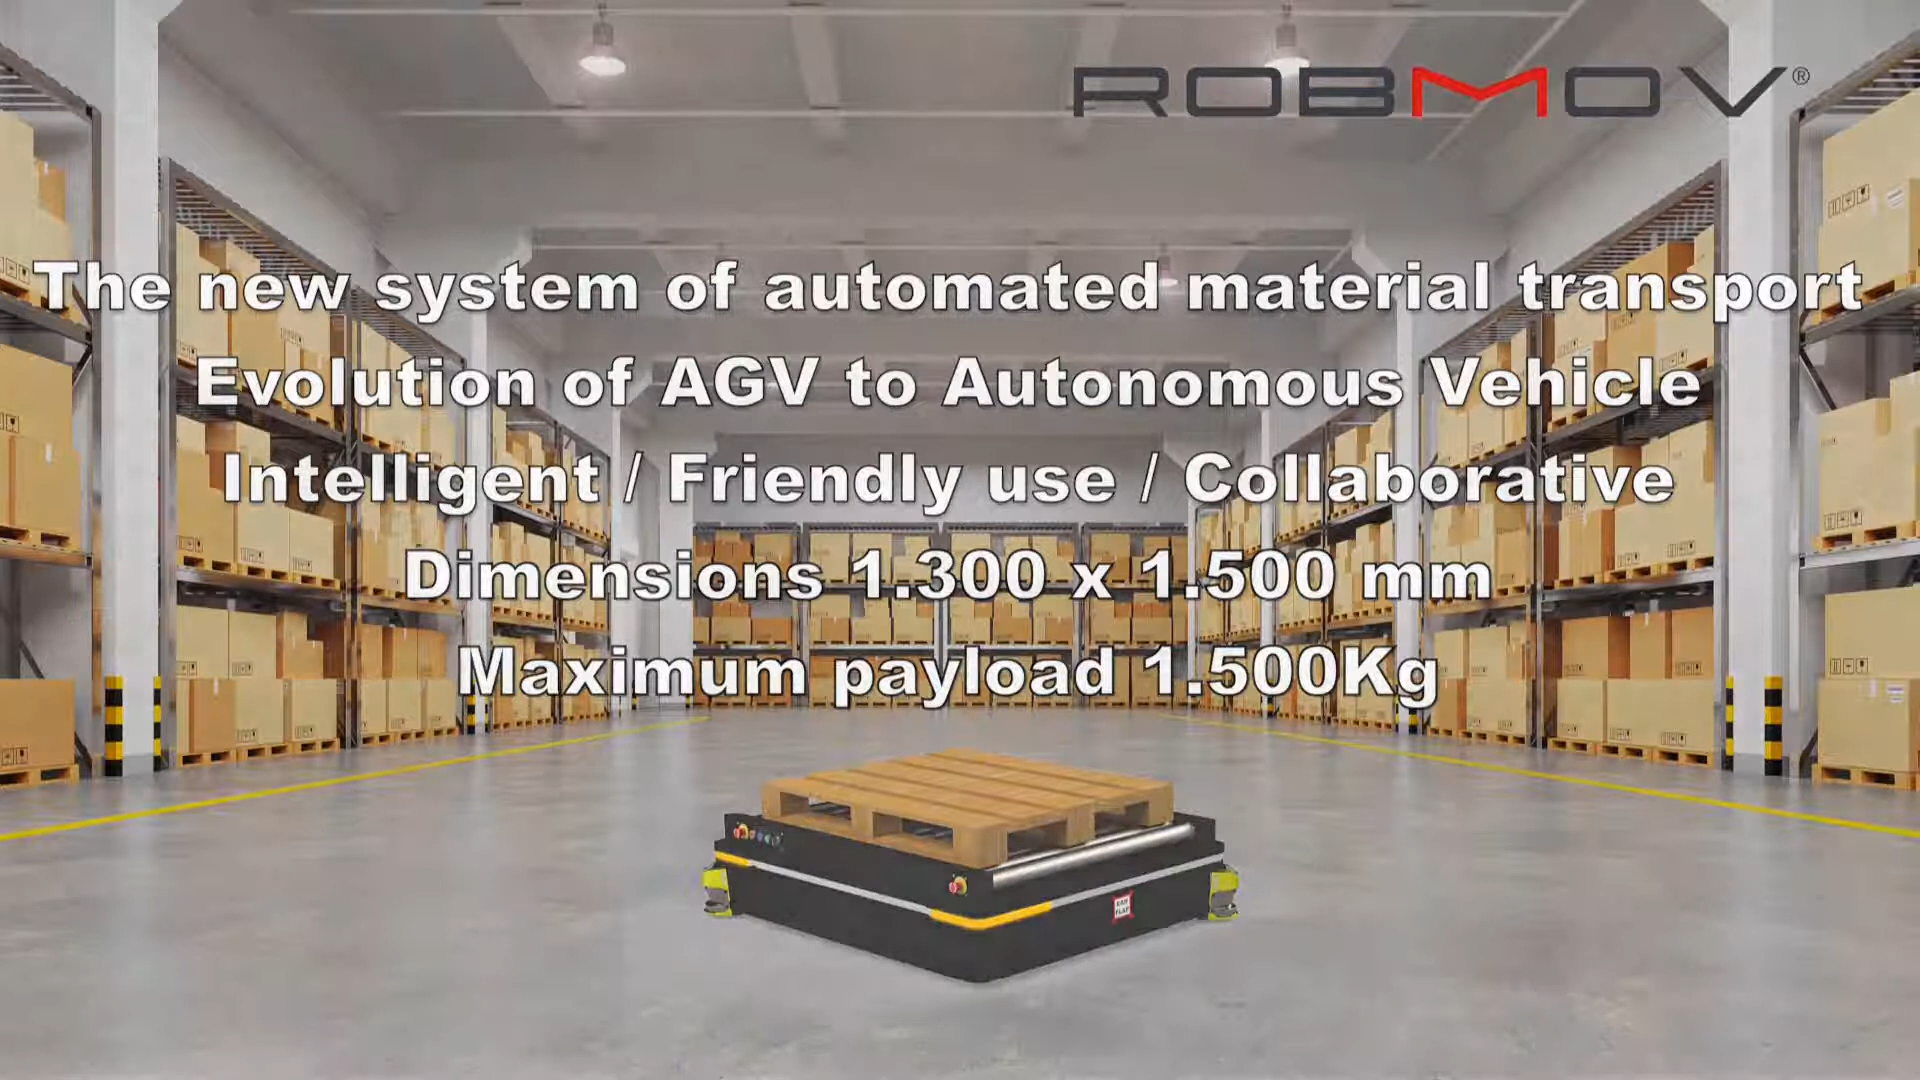 ROBMOV®
The new system of automated material transport
Evolution of AGV to Autonomous Vehicle
Intelligent / Friendly use / Collaborative
Dimensions 1.300 x 1.500 mm
Maximum payload 1.500Kg